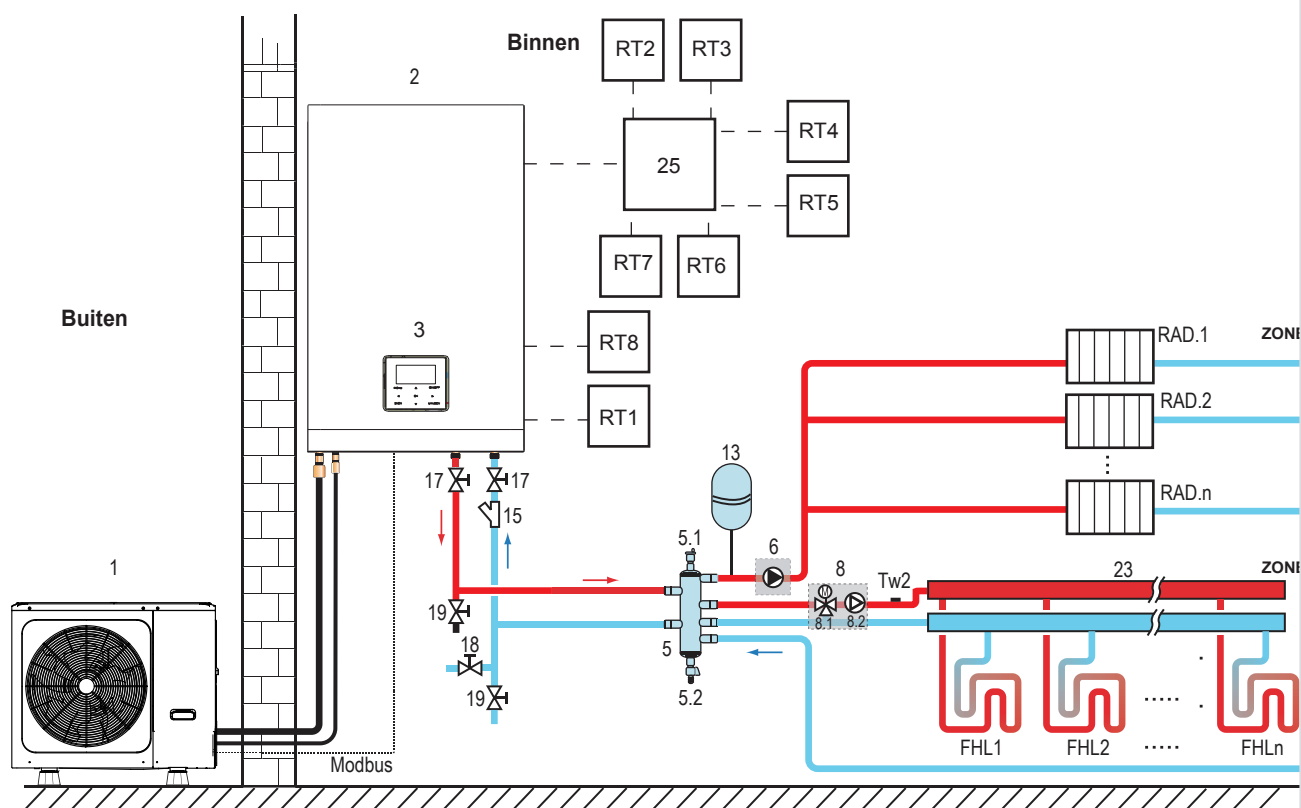 Binnen
Buiten
1
2
3
Modbus
RT2
RT3
RT4
RT5
25
RT7
RT6
RT8
RT1
17
17
15
19
18
19
13
5.1
5
5.2
6
8
M
8.1
8.2
Tw2
23
RAD.1
ZONE
RAD.2
RAD.n
ZONE
FHL1
FHL2
FHLn